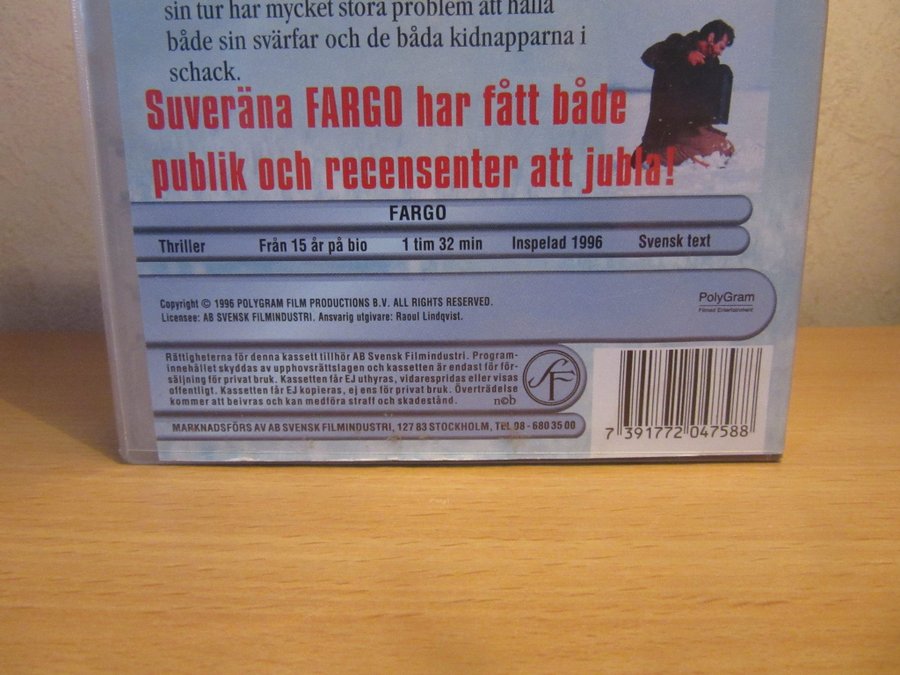 sin tur har mycket stora problem att hålla
både sin svärfar och de båda kidnapparna i
schack.
Suveräna FARGO har fått både
publik och recensenter att jubla!
FARGO
Thriller Från 15 år på bio 1 tim 32 min Inspelad 1996 Svensk text
Copyright © 1996 POLYGRAM FILM PRODUCTIONS B.V. ALL RIGHTS RESERVED.
Licensee: AB SVENSK FILMINDUSTRI. Ansvarig utgivare: Raoul Lindqvist.
PolyGram
Filmed Entertainment
Rättigheterna för denna kassett tillhör AB Svensk Filmindustri. Program-
innehållet skyddas av upphovsrättslagen och kassetten är endast för för-
säljning för privat bruk. Kassetten får EJ uthyras, vidarespridas eller visas
offentligt. Kassetten får EJ kopieras, ej ens för privat bruk. Överträdelse
kommer att beivras och kan medföra straff och skadestånd. n©b
SF
MARKNADSFÖRS AV AB SVENSK FILMINDUSTRI, 127 83 STOCKHOLM, Tel. 08 - 680 35 00
7 391772 047588